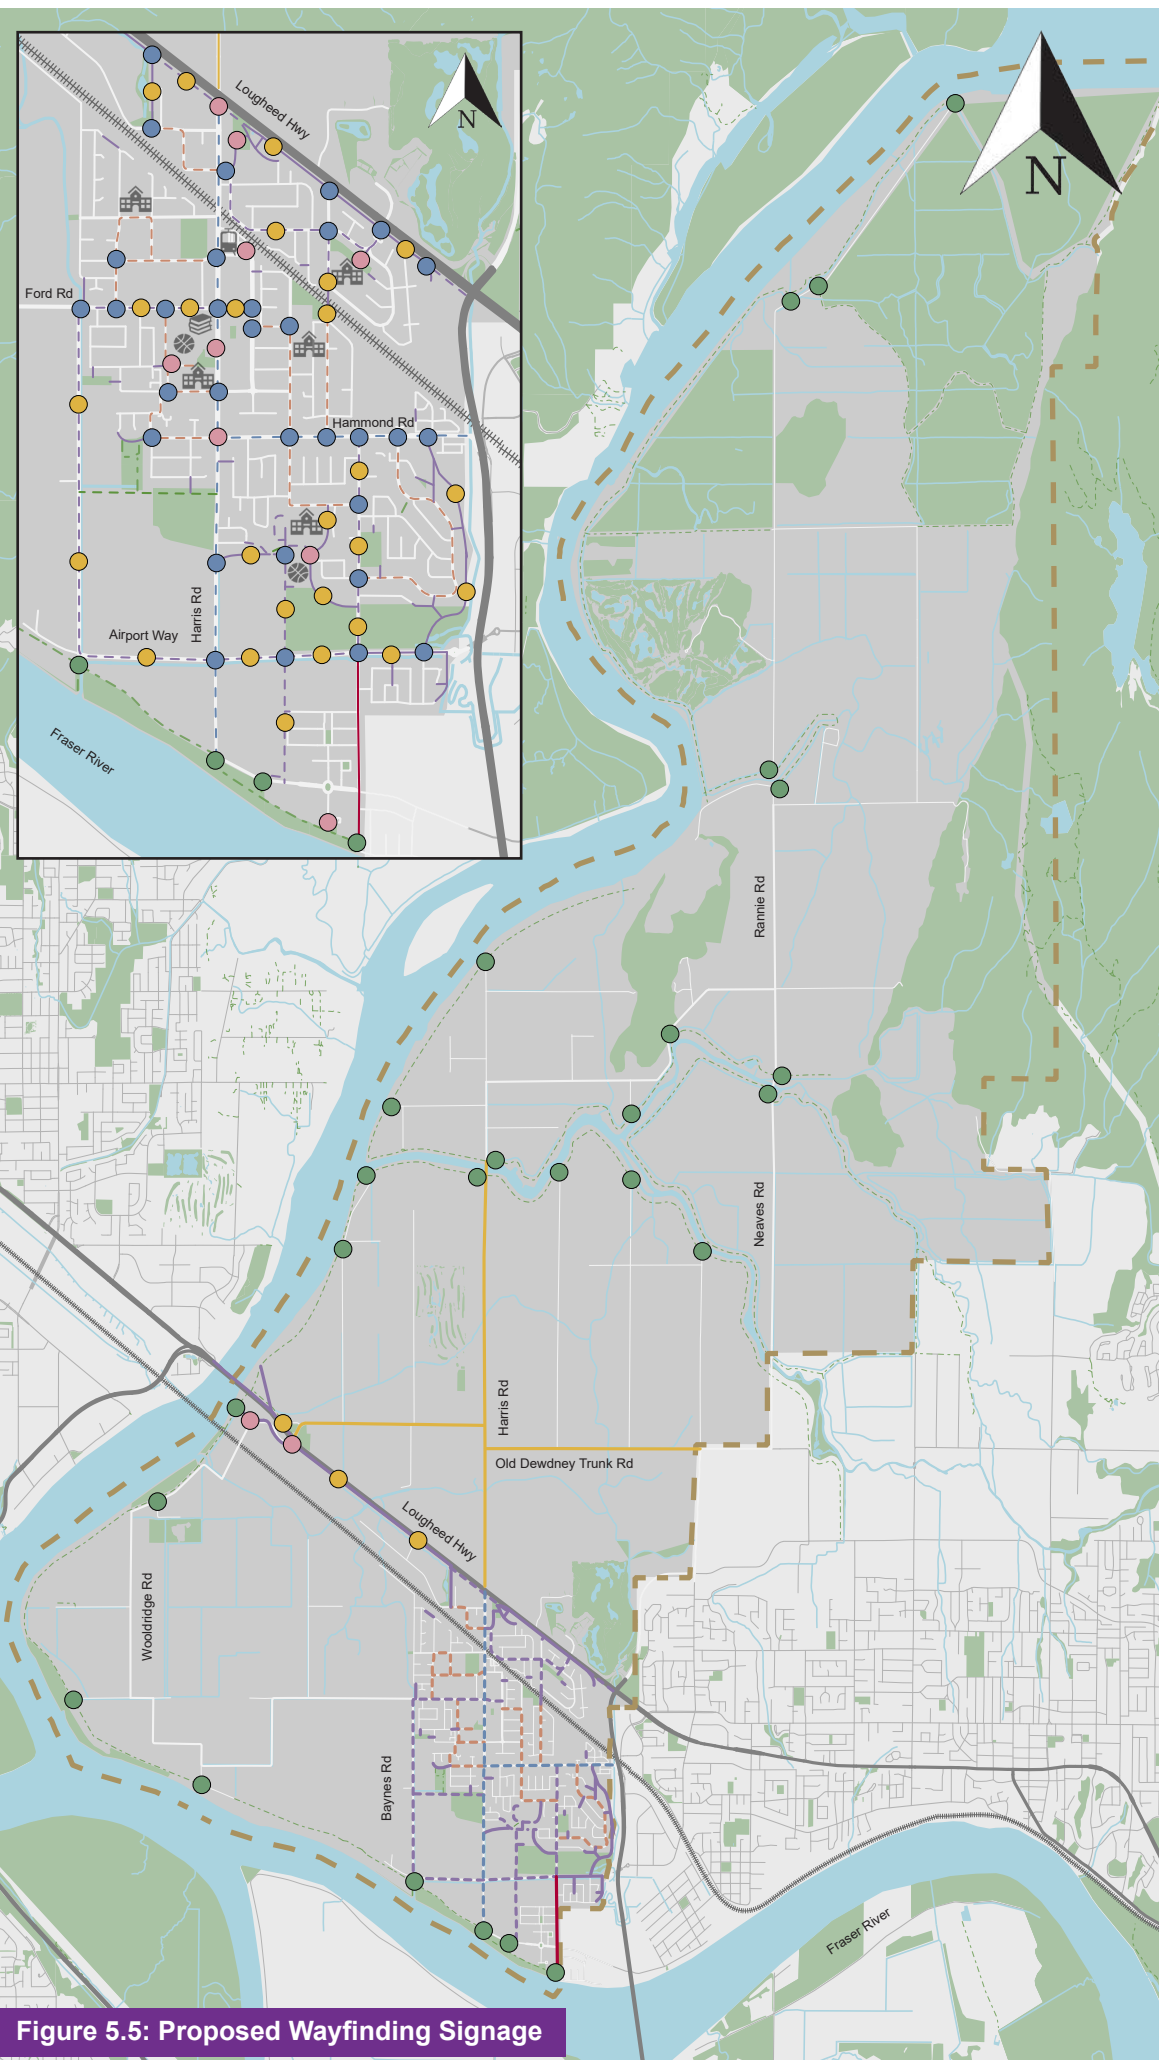 Lougheed Hwy
N
N
Ford Rd
Hammond Rd
Harris Rd
Airport Way
Fraser River
Rannie Rd
Neaves Rd
Harris Rd
Old Dewdney Trunk Rd
Lougheed Hwy
Wooldridge Rd
Baynes Rd
Fraser River
Figure 5.5: Proposed Wayfinding Signage